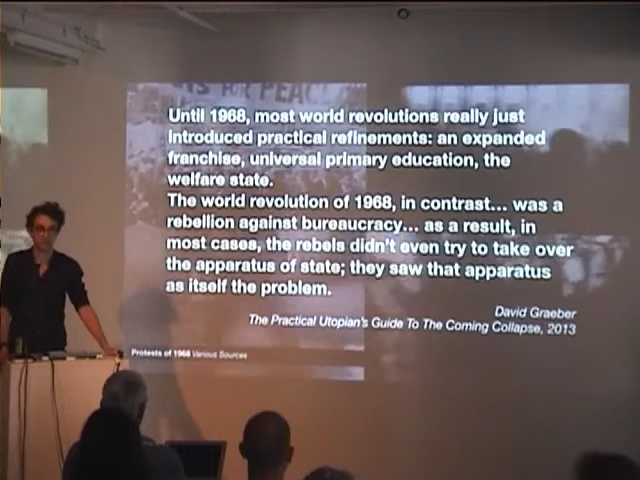 NS FOR PEAC
Until 1968, most world revolutions really just
introduced practical refinements: an expanded
franchise, universal primary education, the
welfare state.
The world revolution of 1968, in contrast... was a
rebellion against bureaucracy... as a result, in
most cases, the rebels didn't even try to take over
the apparatus of state; they saw that apparatus
as itself the problem.
David Graeber
The Practical Utopian's Guide To The Coming Collapse, 2013
Protests of 1968 Various Sources